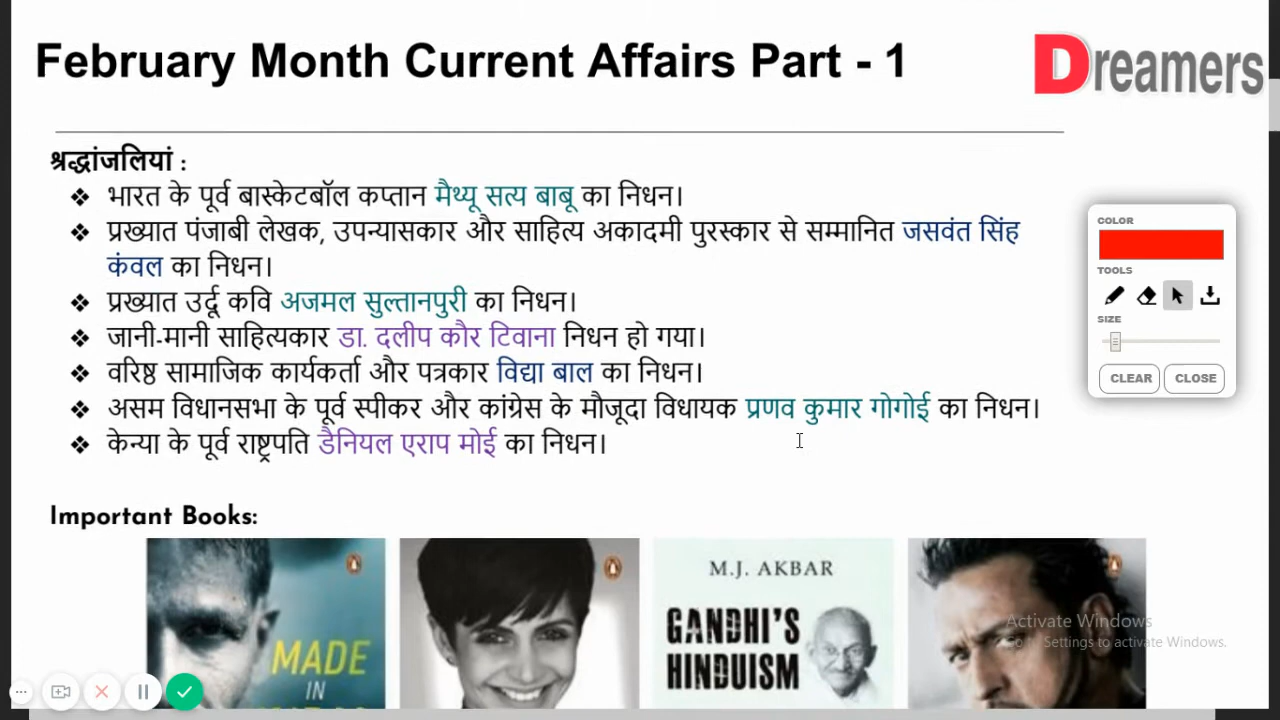 February Month Current Affairs Part - 1
Dreamers
श्रद्धांजलियां :
❖ भारत के पूर्व बास्केटबॉल कप्तान मैथ्यू सत्य बाबू का निधन।
❖ प्रख्यात पंजाबी लेखक, उपन्यासकार और साहित्य अकादमी पुरस्कार से सम्मानित जसवंत सिंह
कंवल का निधन।
❖ प्रख्यात उर्दू कवि अजमल सुल्तानपुरी का निधन।
❖ जानी-मानी साहित्यकार डा. दलीप कौर टिवाना निधन हो गया।
❖ वरिष्ठ सामाजिक कार्यकर्ता और पत्रकार विद्या बाल का निधन।
❖ असम विधानसभा के पूर्व स्पीकर और कांग्रेस के मौजूदा विधायक प्रणव कुमार गोगोई का निधन।
❖ केन्या के पूर्व राष्ट्रपति डैनियल एराप मोई का निधन।
COLOR
TOOLS
SIZE
CLEAR CLOSE
Important Books:
MADE
IN
M.J. AKBAR
GANDHI'S
HINDUISM
Activate Windows
Go to Settings to activate Windows.